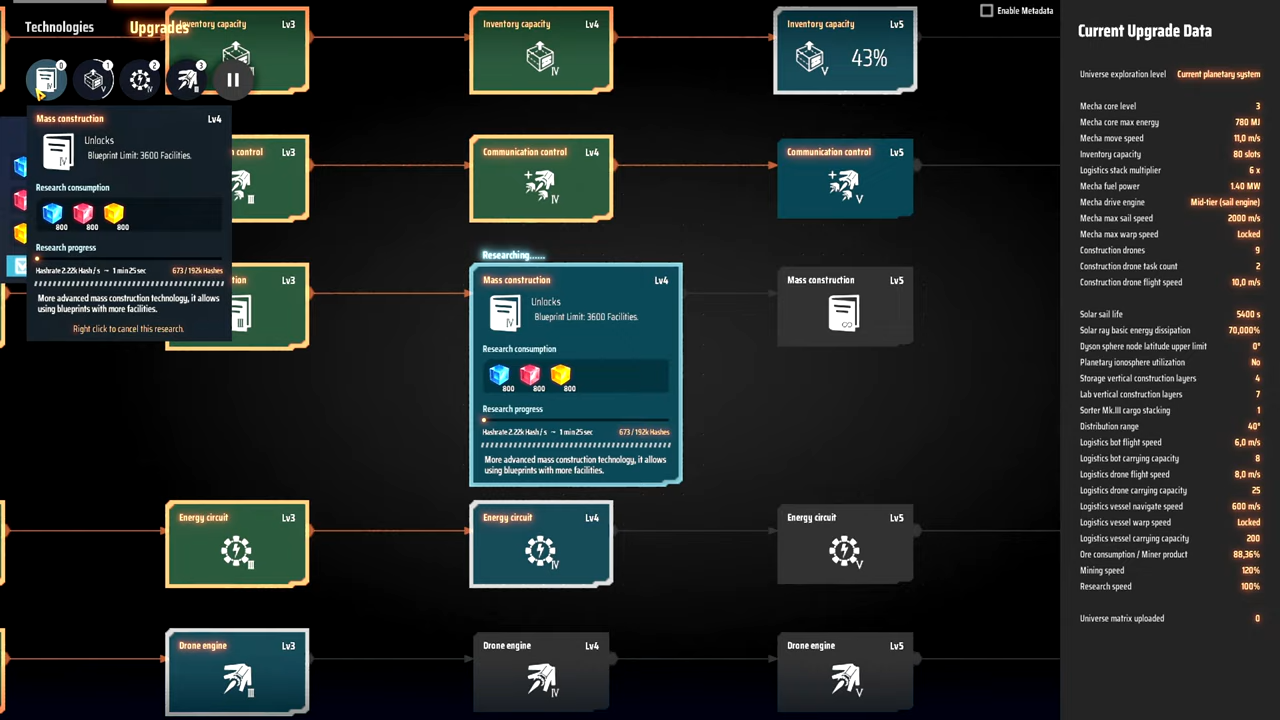 Technologies
Upgrades
0
1
2
3
Mass construction Lv4
Unlocks
Blueprint Limit: 3600 Facilities.
IV
Research consumption
800 800 800
Research progress
Hashrate 2.22k Hash / s → 1 min 25 sec 673 / 192k Hashes
More advanced mass construction technology, it allows
using blueprints with more facilities.
Right click to cancel this research.
Inventory capacity Lv3
Inventory capacity Lv4
IV
Inventory capacity Lv5
V
43%
Lv3
III
Communication control Lv4
IV
Communication control Lv5
V
Lv3
III
Researching......
Mass construction Lv4
Unlocks
Blueprint Limit: 3600 Facilities.
IV
Research consumption
800 800 800
Research progress
Hashrate 2.22k Hash / s → 1 min 25 sec 673 / 192k Hashes
More advanced mass construction technology, it allows
using blueprints with more facilities.
Mass construction Lv5
∞
Energy circuit Lv3
III
Energy circuit Lv4
IV
Energy circuit Lv5
V
Drone engine Lv3
III
Drone engine Lv4
IV
Drone engine Lv5
V
Enable Metadata
Current Upgrade Data
Universe exploration level Current planetary system
Mecha core level 3
Mecha core max energy 780 MJ
Mecha move speed 11,0 m/s
Inventory capacity 80 slots
Logistics stack multiplier 6 x
Mecha fuel power 1.40 MW
Mecha drive engine Mid-tier (sail engine)
Mecha max sail speed 2000 m/s
Mecha max warp speed Locked
Construction drones 9
Construction drone task count 2
Construction drone flight speed 10,0 m/s
Solar sail life 5400 s
Solar ray basic energy dissipation 70,000%
Dyson sphere node latitude upper limit 0°
Planetary ionosphere utilization No
Storage vertical construction layers 4
Lab vertical construction layers 7
Sorter Mk.III cargo stacking 1
Distribution range 40°
Logistics bot flight speed 6,0 m/s
Logistics bot carrying capacity 8
Logistics drone flight speed 8,0 m/s
Logistics drone carrying capacity 25
Logistics vessel navigate speed 600 m/s
Logistics vessel warp speed Locked
Logistics vessel carrying capacity 200
Ore consumption / Miner product 88,36%
Mining speed 120%
Research speed 100%
Universe matrix uploaded 0